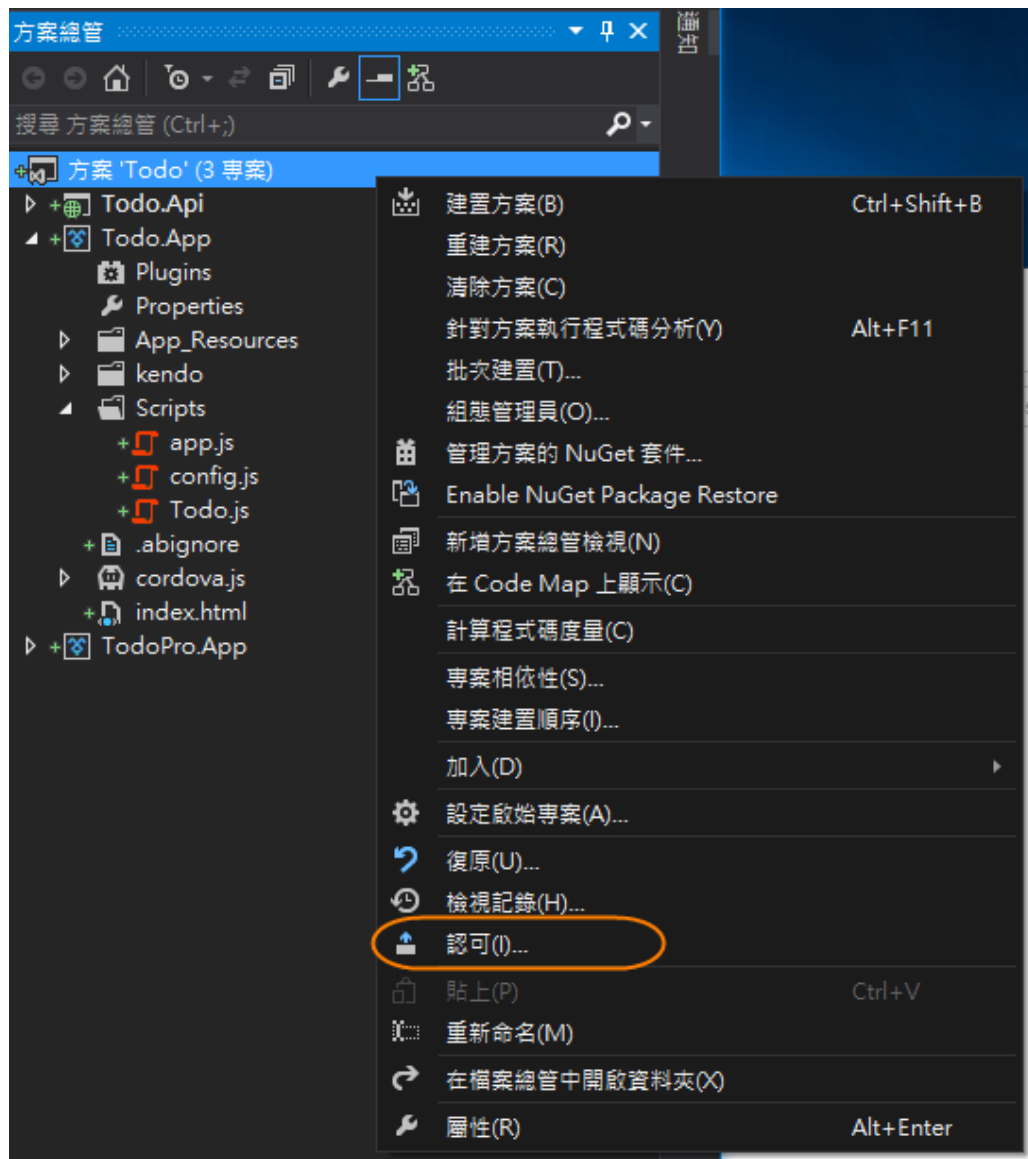 方案總管
通知
搜尋 方案總管 (Ctrl+;)
方案 'Todo' (3 專案)
Todo.Api
Todo.App
Plugins
Properties
App_Resources
kendo
Scripts
app.js
config.js
Todo.js
.abignore
cordova.js
index.html
TodoPro.App
建置方案(B) Ctrl+Shift+B
重建方案(R)
清除方案(C)
針對方案執行程式碼分析(Y) Alt+F11
批次建置(T)...
組態管理員(O)...
管理方案的 NuGet 套件...
Enable NuGet Package Restore
新增方案總管檢視(N)
在 Code Map 上顯示(C)
計算程式碼度量(C)
專案相依性(S)...
專案建置順序(I)...
加入(D)
設定啟始專案(A)...
復原(U)...
檢視記錄(H)...
認可(I)...
貼上(P) Ctrl+V
重新命名(M)
在檔案總管中開啟資料夾(X)
屬性(R) Alt+Enter